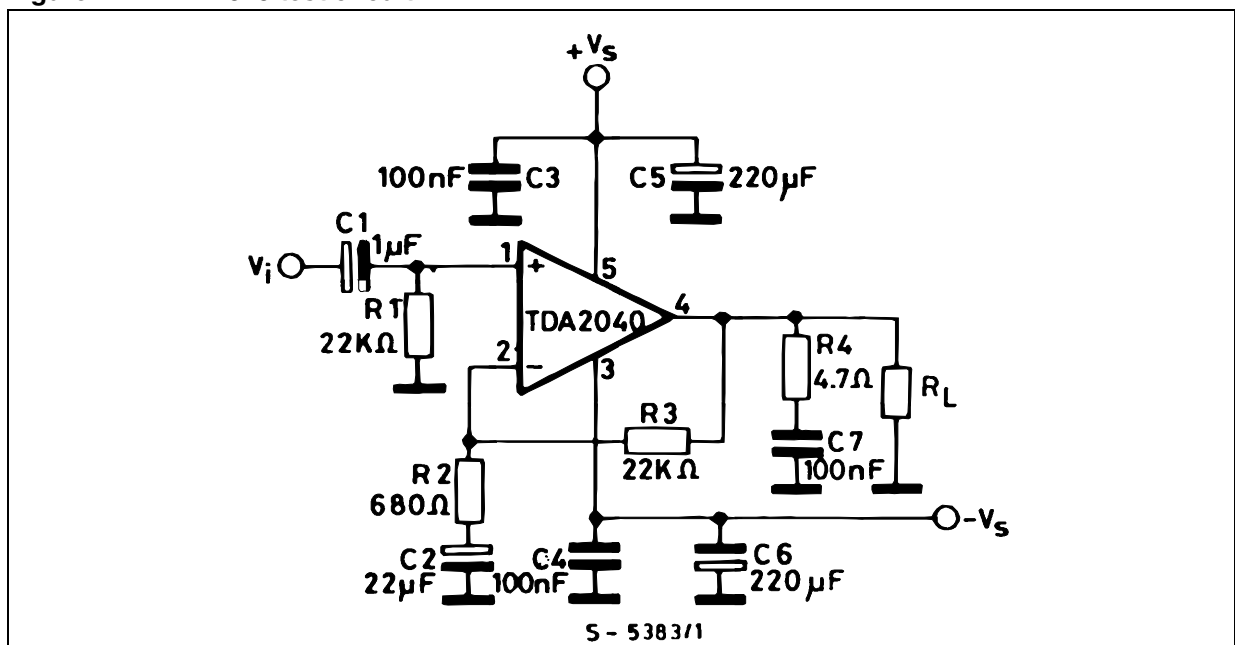 +Vs
100nF
C3
C5
220µF
C1
1µF
Vi
1
+
5
R1
22KΩ
TDA2040
4
2
−
3
R4
4.7Ω
RL
R3
22KΩ
C7
100nF
R2
680Ω
-Vs
C2
22µF
C4
100nF
C6
220µF
S - 5383/1